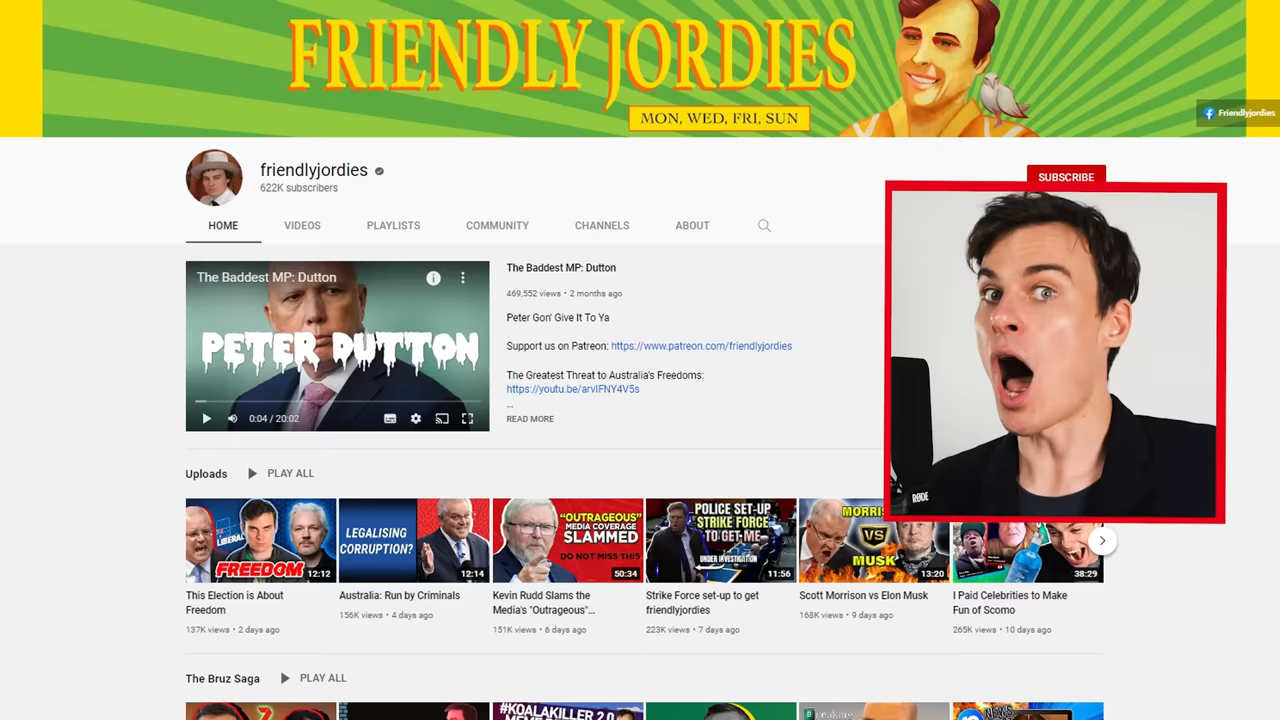 FRIENDLY JORDIES
MON, WED, FRI, SUN
Friendlyjordies
friendlyjordies
622K subscribers
SUBSCRIBE
HOME VIDEOS PLAYLISTS COMMUNITY CHANNELS ABOUT
The Baddest MP: Dutton
PETER DUTTON
0:04 / 20:02
The Baddest MP: Dutton
469,552 views • 2 months ago
Peter Gon' Give It To Ya
Support us on Patreon: https://www.patreon.com/friendlyjordies
The Greatest Threat to Australia's Freedoms:
https://youtu.be/arvIFNY4V5s
...
READ MORE
RØDE
Uploads PLAY ALL
LIBERAL
FREEDOM
12:12
LEGALISING
CORRUPTION?
12:14
"OUTRAGEOUS"
MEDIA COVERAGE
SLAMMED
DO NOT MISS THIS
50:34
POLICE SET-UP
STRIKE FORCE
TO GET ME
UNDER INVESTIGATION
11:56
VS
MUSK
13:20
38:29
This Election is About
Freedom
137K views • 2 days ago
Australia: Run by Criminals
156K views • 4 days ago
Kevin Rudd Slams the
Media's "Outrageous"...
151K views • 6 days ago
Strike Force set-up to get
friendlyjordies
223K views • 7 days ago
Scott Morrison vs Elon Musk
168K views • 9 days ago
I Paid Celebrities to Make
Fun of Scomo
265K views • 10 days ago
The Bruz Saga PLAY ALL
#KOALAKILLER 2.0
NEWS